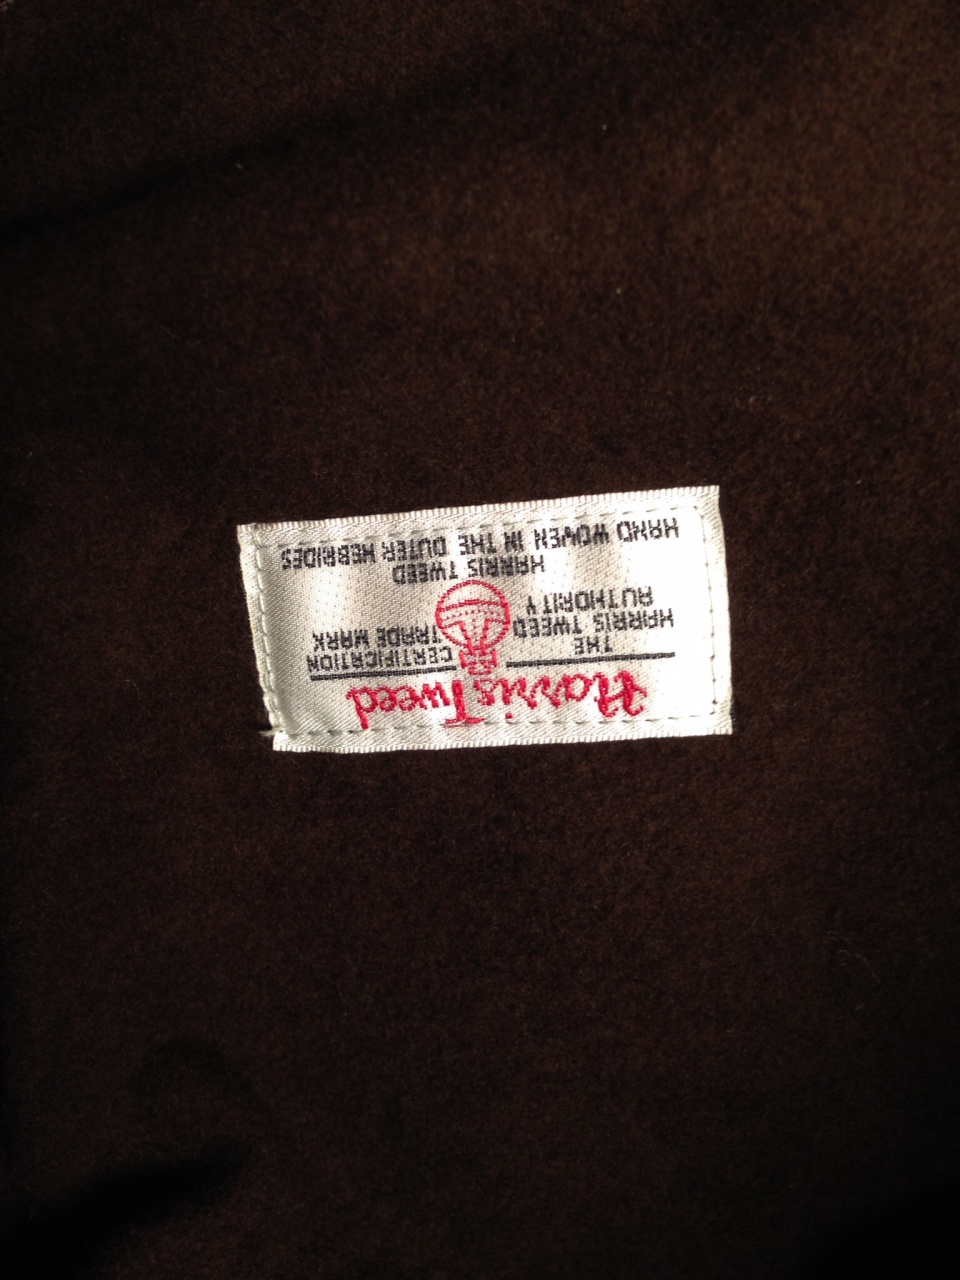 Harris Tweed
THE
HARRIS TWEED
AUTHORITY
CERTIFICATION
TRADE MARK
HARRIS TWEED
HAND WOVEN IN THE OUTER HEBRIDES